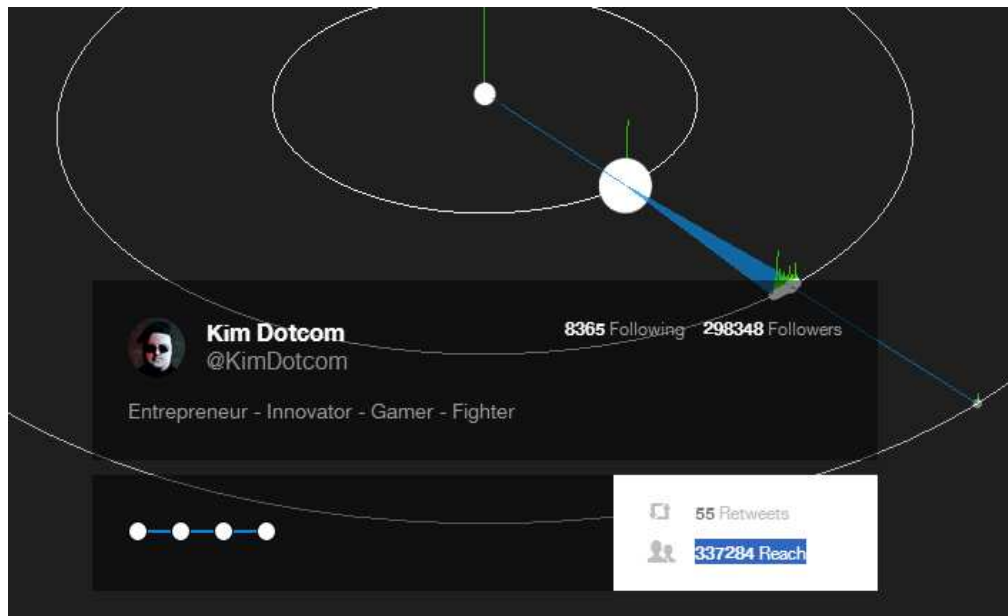 Kim Dotcom
@KimDotcom
8365 Following 298348 Followers
Entrepreneur - Innovator - Gamer - Fighter
55 Retweets
337284 Reach